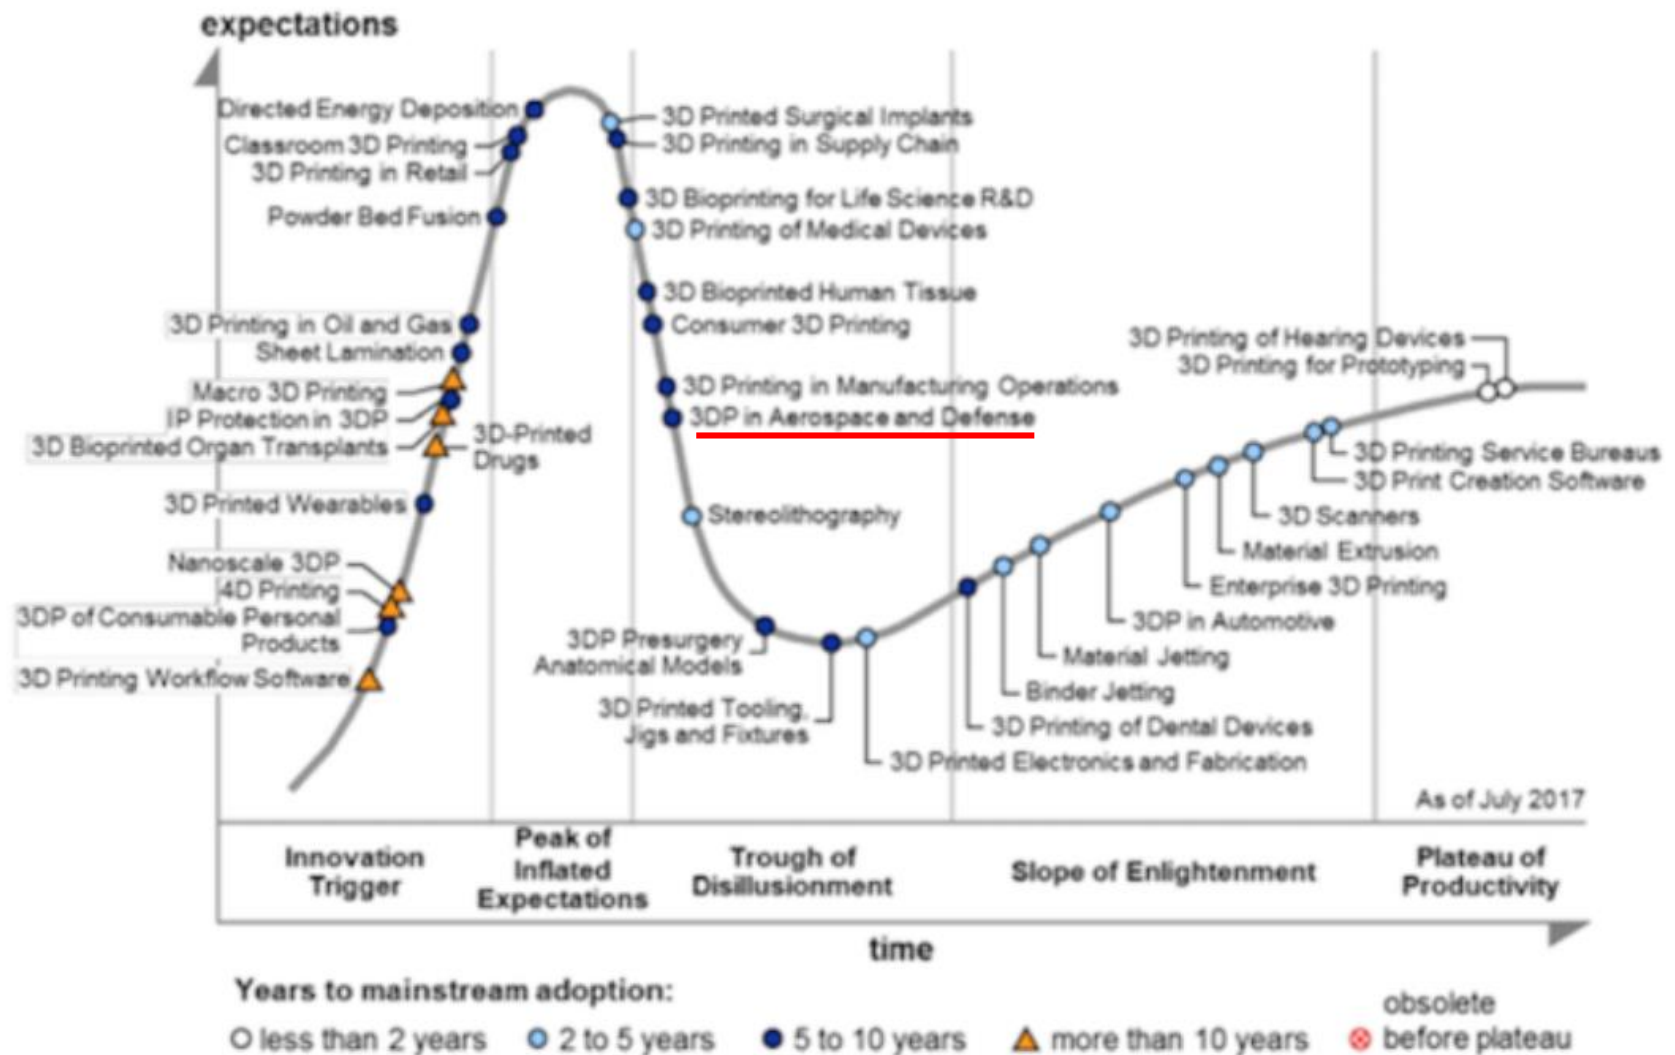 expectations
Directed Energy Deposition
Classroom 3D Printing
3D Printing in Retail
Powder Bed Fusion
3D Printing in Oil and Gas
Sheet Lamination
Macro 3D Printing
IP Protection in 3DP
3D Bioprinted Organ Transplants
3D-Printed
Drugs
3D Printed Wearables
Nanoscale 3DP
4D Printing
3DP of Consumable Personal
Products
3D Printing Workflow Software
3D Printed Surgical Implants
3D Printing in Supply Chain
3D Bioprinting for Life Science R&D
3D Printing of Medical Devices
3D Bioprinted Human Tissue
Consumer 3D Printing
3D Printing in Manufacturing Operations
3DP in Aerospace and Defense
Stereolithography
3DP Presurgery
Anatomical Models
3D Printed Tooling,
Jigs and Fixtures
3D Printed Electronics and Fabrication
3D Printing of Dental Devices
Binder Jetting
Material Jetting
3DP in Automotive
Enterprise 3D Printing
Material Extrusion
3D Scanners
3D Print Creation Software
3D Printing Service Bureaus
3D Printing of Hearing Devices
3D Printing for Prototyping
As of July 2017
Innovation
Trigger
Peak of
Inflated
Expectations
Trough of
Disillusionment
Slope of Enlightenment
Plateau of
Productivity
time
Years to mainstream adoption:
less than 2 years
2 to 5 years
5 to 10 years
more than 10 years
obsolete
before plateau